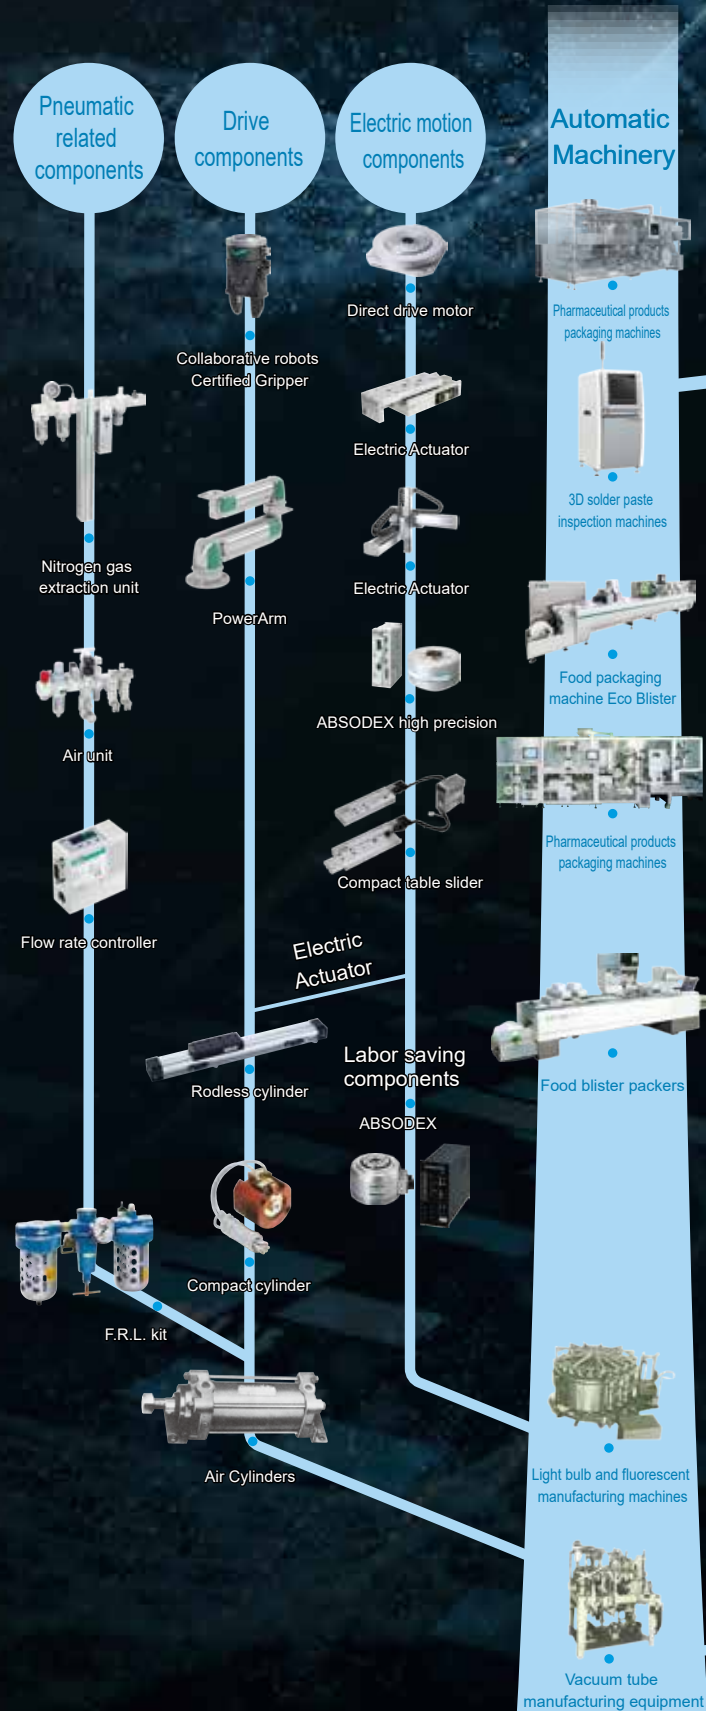 Pneumatic
related
components
Drive
components
Electric motion
components
Automatic
Machinery
Nitrogen gas
extraction unit
Air unit
Flow rate controller
F.R.L. kit
Collaborative robots
Certified Gripper
PowerArm
Electric
Actuator
Rodless cylinder
Compact cylinder
Air Cylinders
Direct drive motor
Electric Actuator
Electric Actuator
ABSODEX high precision
Compact table slider
Labor saving
components
ABSODEX
Pharmaceutical products
packaging machines
3D solder paste
inspection machines
Food packaging
machine Eco Blister
Pharmaceutical products
packaging machines
Food blister packers
Light bulb and fluorescent
manufacturing machines
Vacuum tube
manufacturing equipment